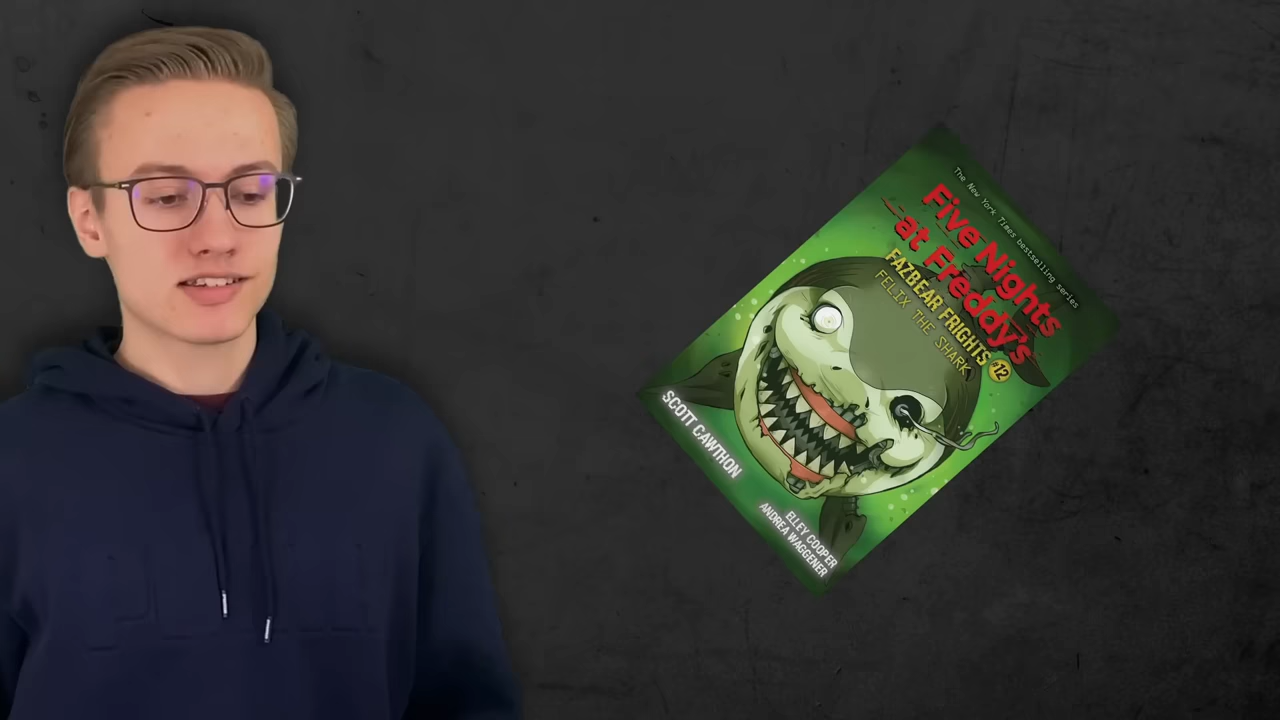 The New York Times bestselling series
Five Nights
at Freddy's
FAZBEAR FRIGHTS 12
FELIX THE SHARK
SCOTT CAWTHON
ELLEY COOPER
ANDREA WAGGENER